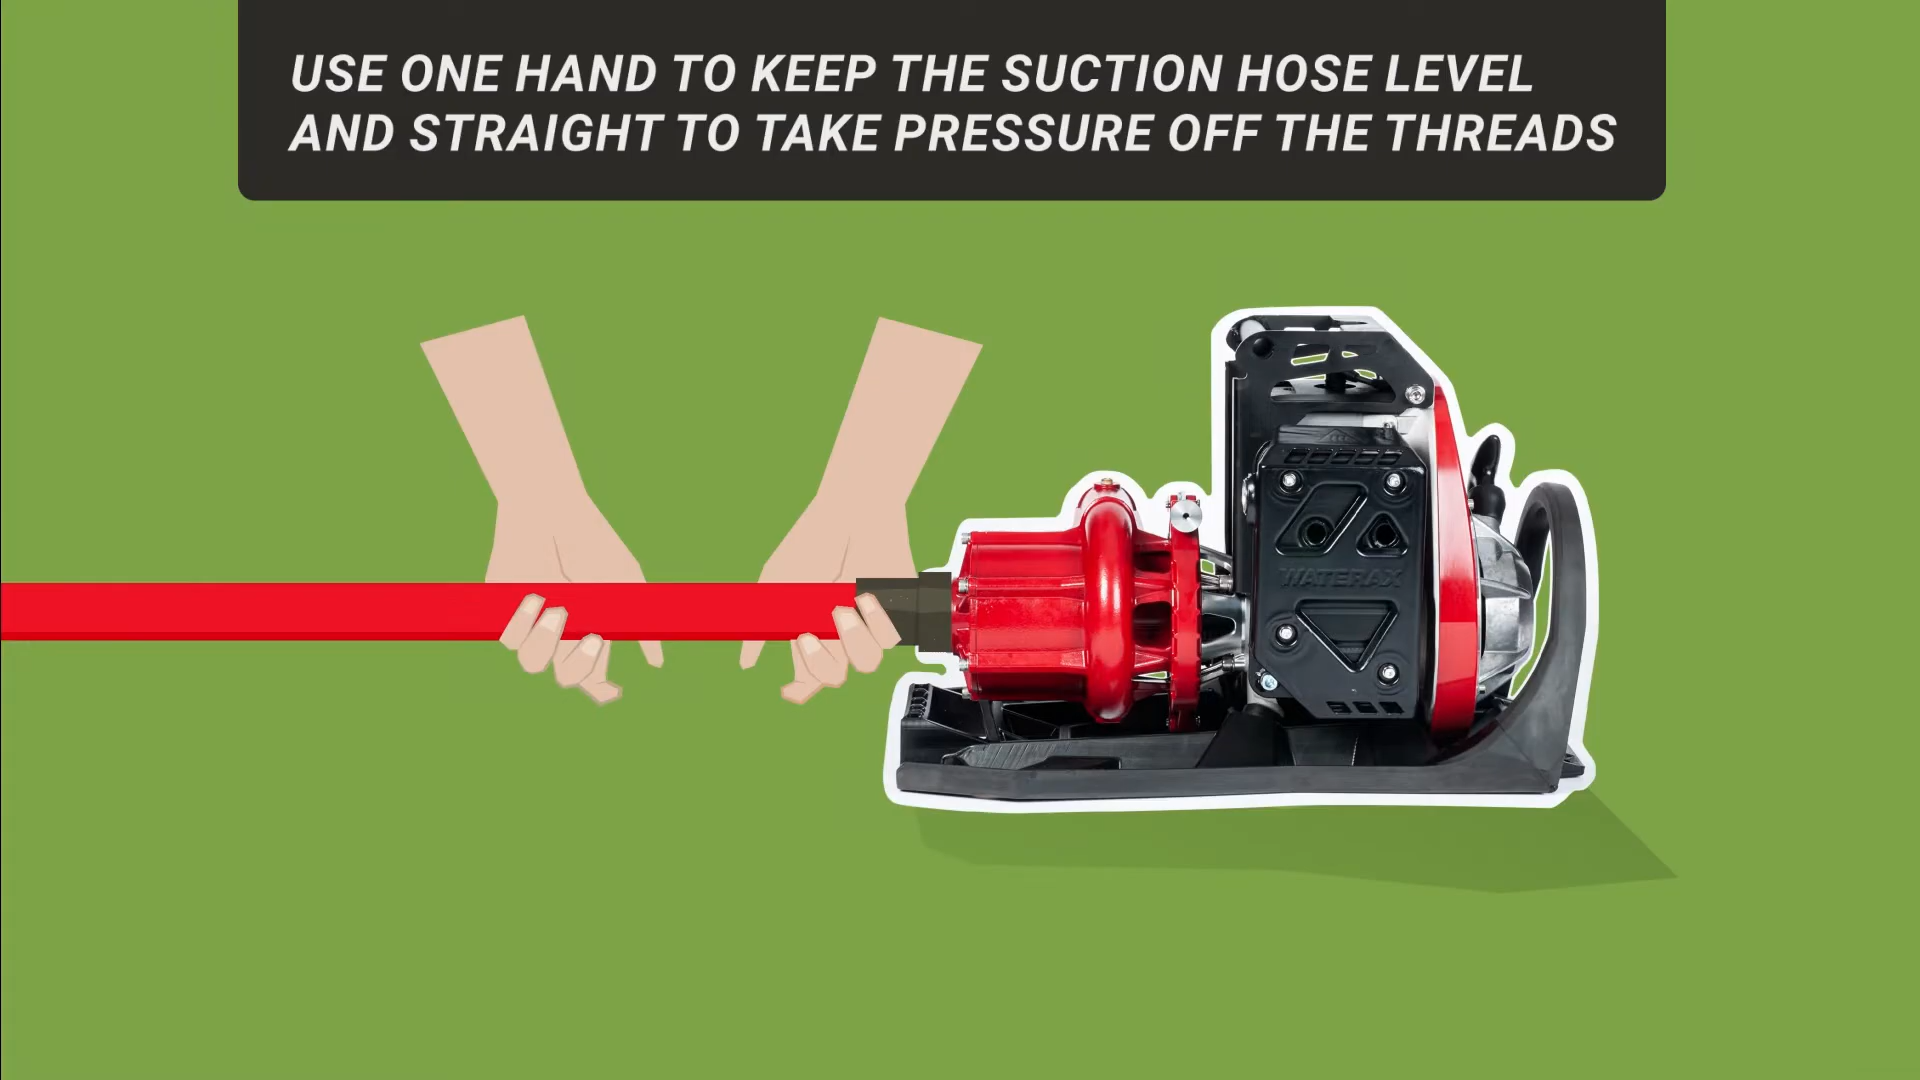 USE ONE HAND TO KEEP THE SUCTION HOSE LEVEL
AND STRAIGHT TO TAKE PRESSURE OFF THE THREADS
WATERAX